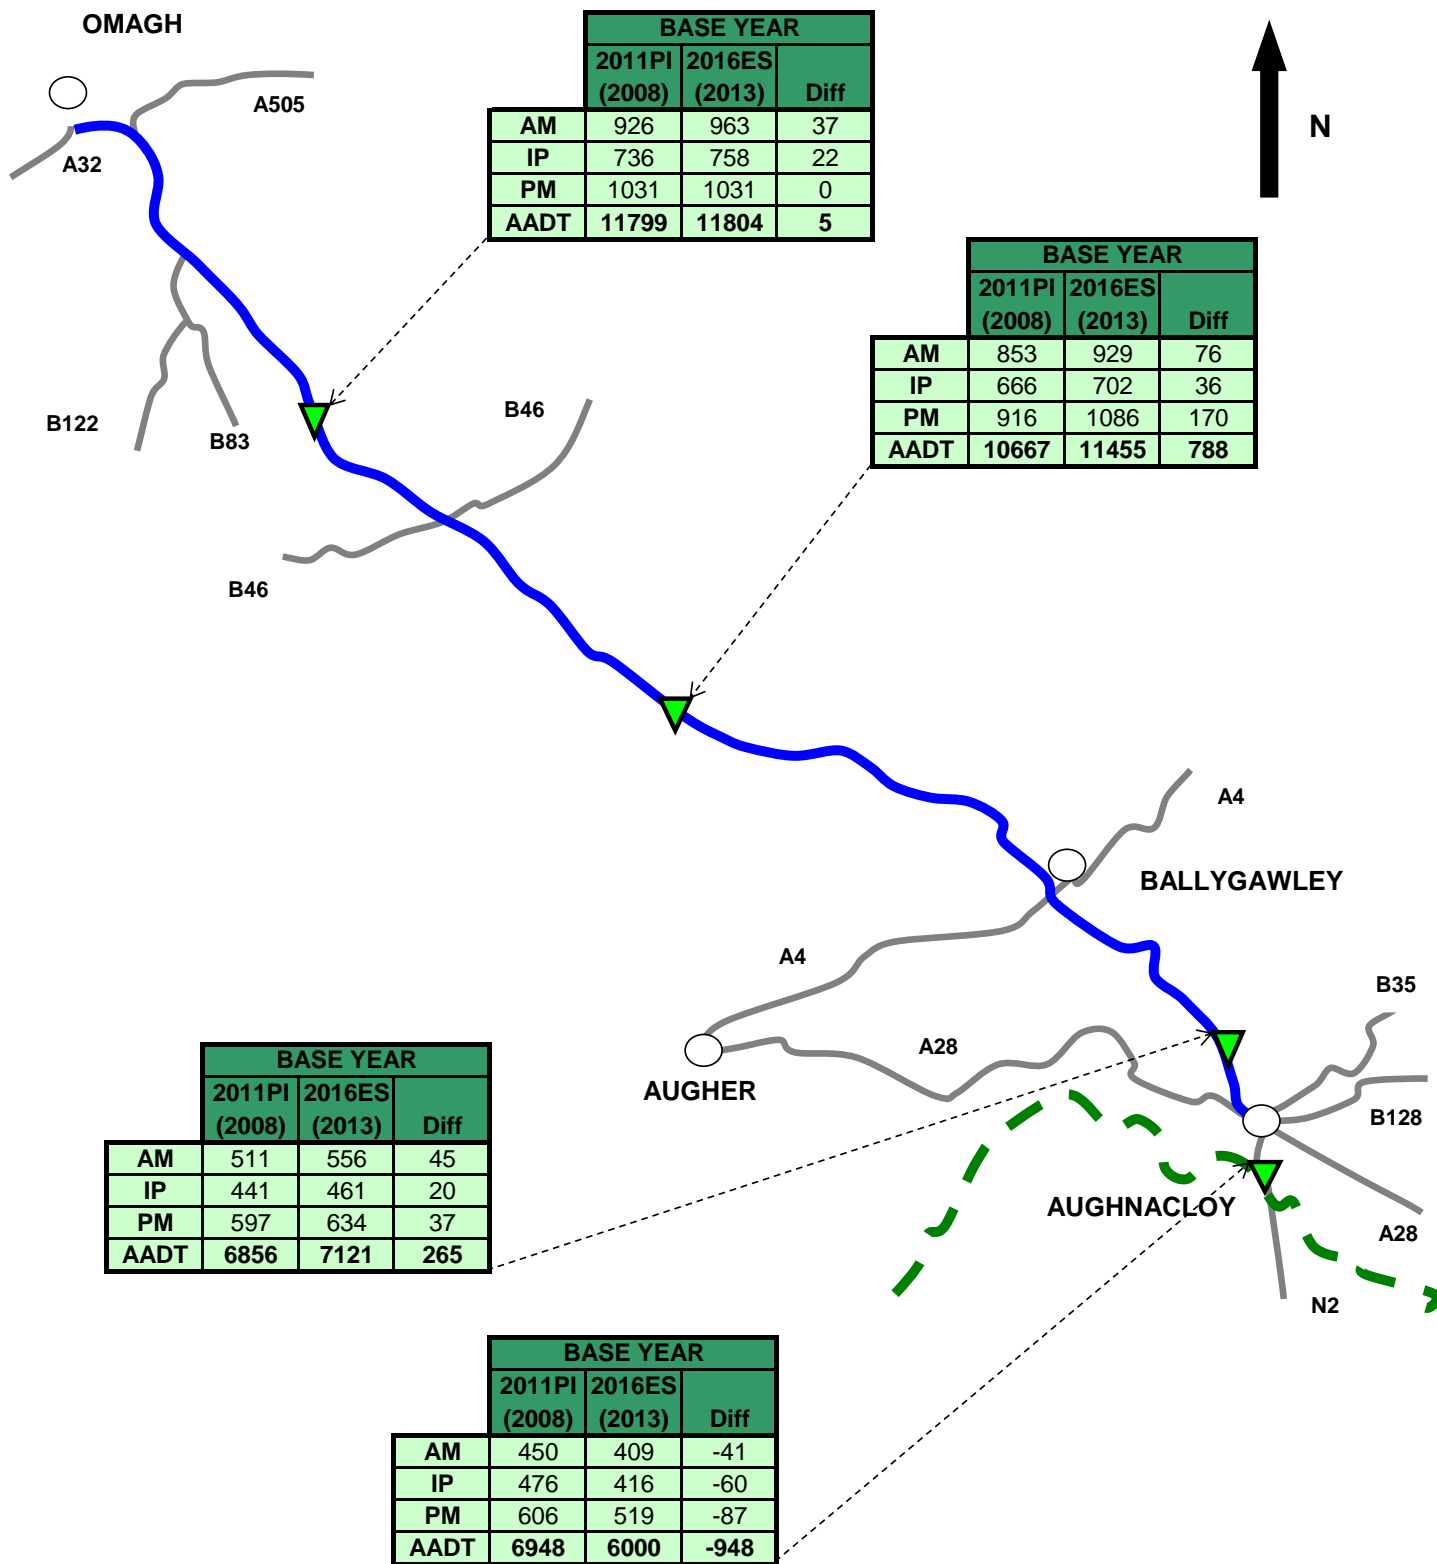 OMAGH
A505
A32
BASE YEAR
2011PI 2016ES
(2008) (2013) Diff
AM 926 963 37
IP 736 758 22
PM 1031 1031 0
AADT 11799 11804 5
N
BASE YEAR
2011PI 2016ES
(2008) (2013) Diff
AM 853 929 76
IP 666 702 36
PM 916 1086 170
AADT 10667 11455 788
B122
B83
B46
B46
A4
BALLYGAWLEY
A4
B35
A28
AUGHER
B128
AUGHNACLOY
A28
N2
BASE YEAR
2011PI 2016ES
(2008) (2013) Diff
AM 511 556 45
IP 441 461 20
PM 597 634 37
AADT 6856 7121 265
BASE YEAR
2011PI 2016ES
(2008) (2013) Diff
AM 450 409 -41
IP 476 416 -60
PM 606 519 -87
AADT 6948 6000 -948